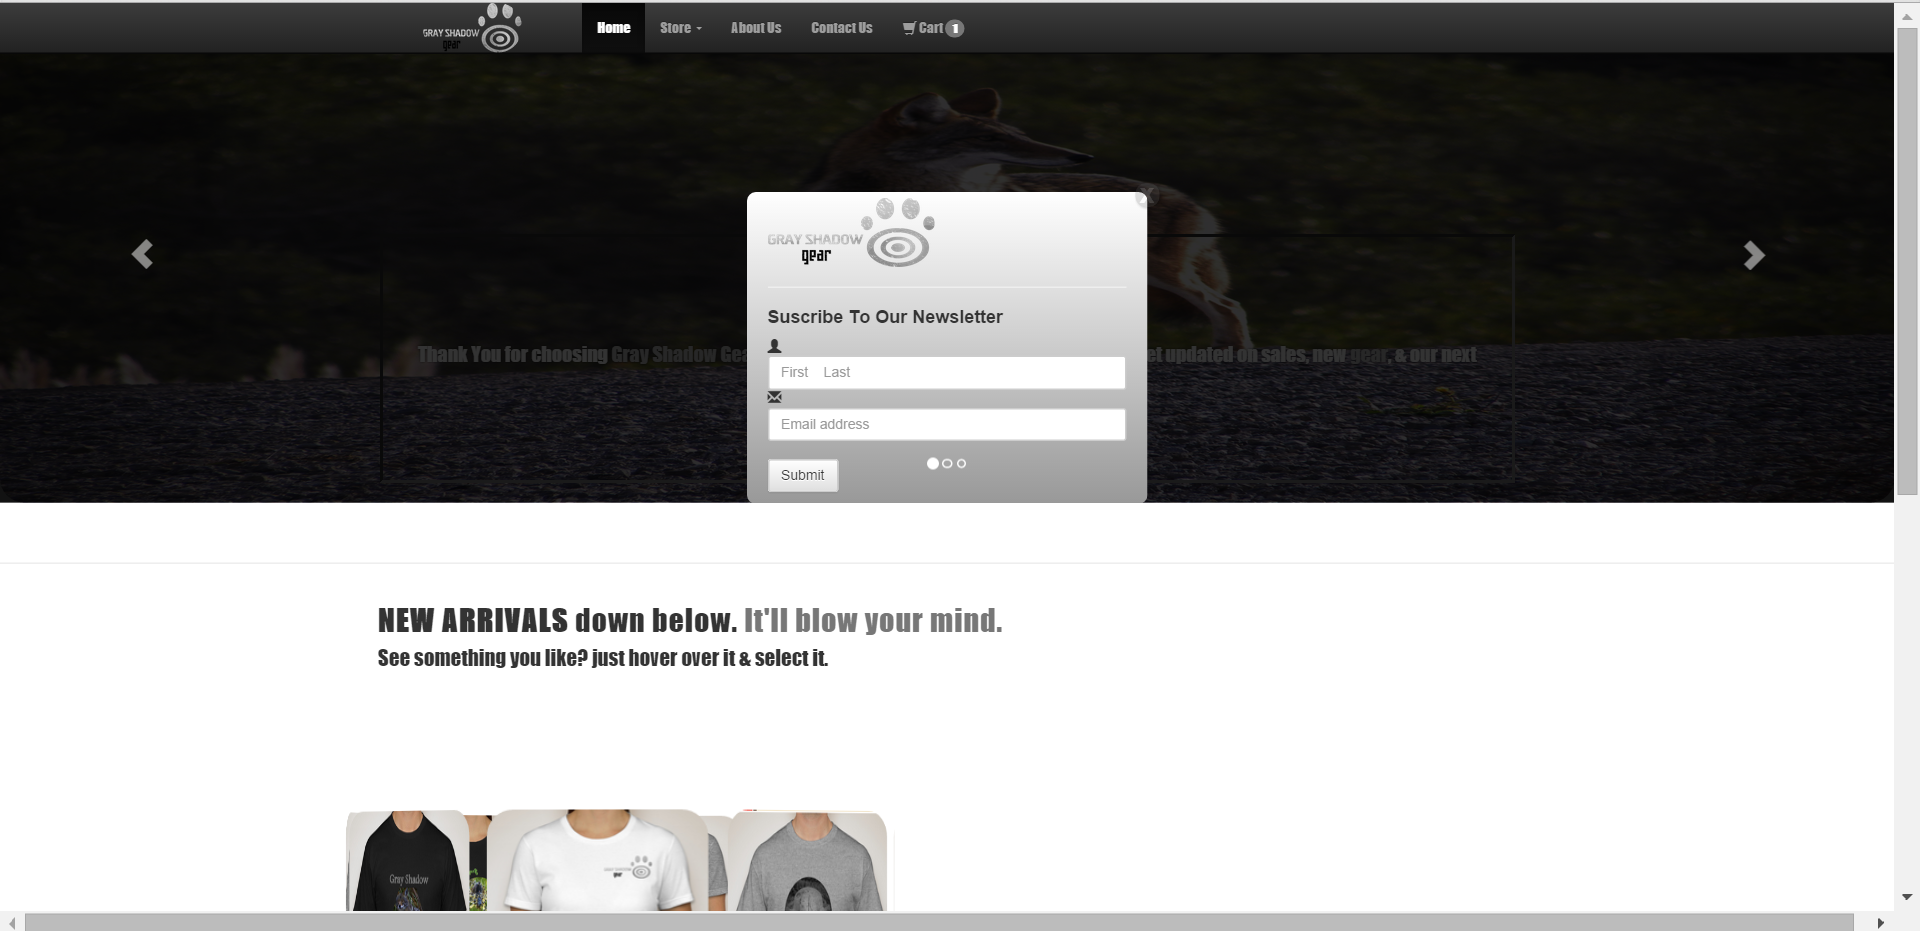 GRAY SHADOW
gear
Home
Store
About Us
Contact Us
Cart 1
X
GRAY SHADOW
gear
Suscribe To Our Newsletter
Thank You for choosing Gray Shadow Gea
et updated on sales, new gear, & our next
First Last
Email address
Submit
NEW ARRIVALS down below. It'll blow your mind.
See something you like? just hover over it & select it.
Gray Shadow